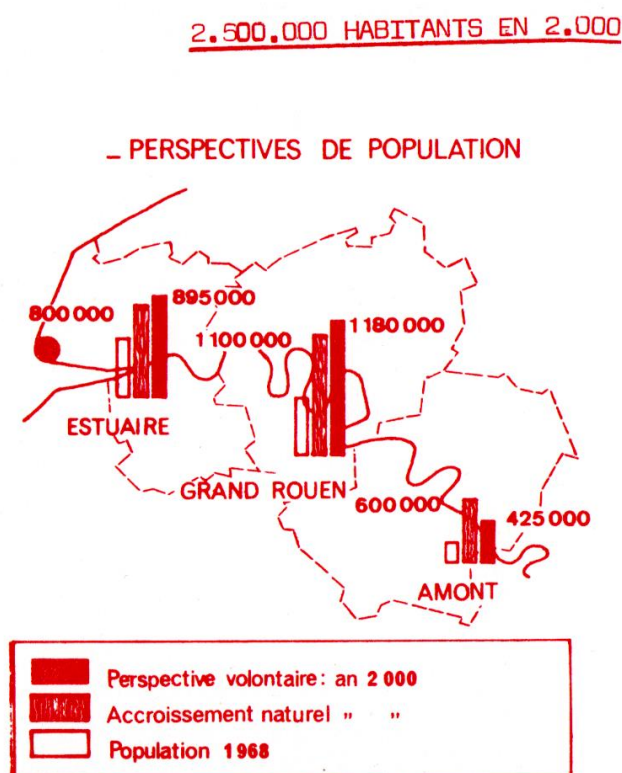 2.500.000 HABITANTS EN 2.000
_ PERSPECTIVES DE POPULATION
800 000
895 000
1 100 000
1 180 000
ESTUAIRE
GRAND ROUEN
600 000
425 000
AMONT
Perspective volontaire: an 2 000
Accroissement naturel " "
Population 1968